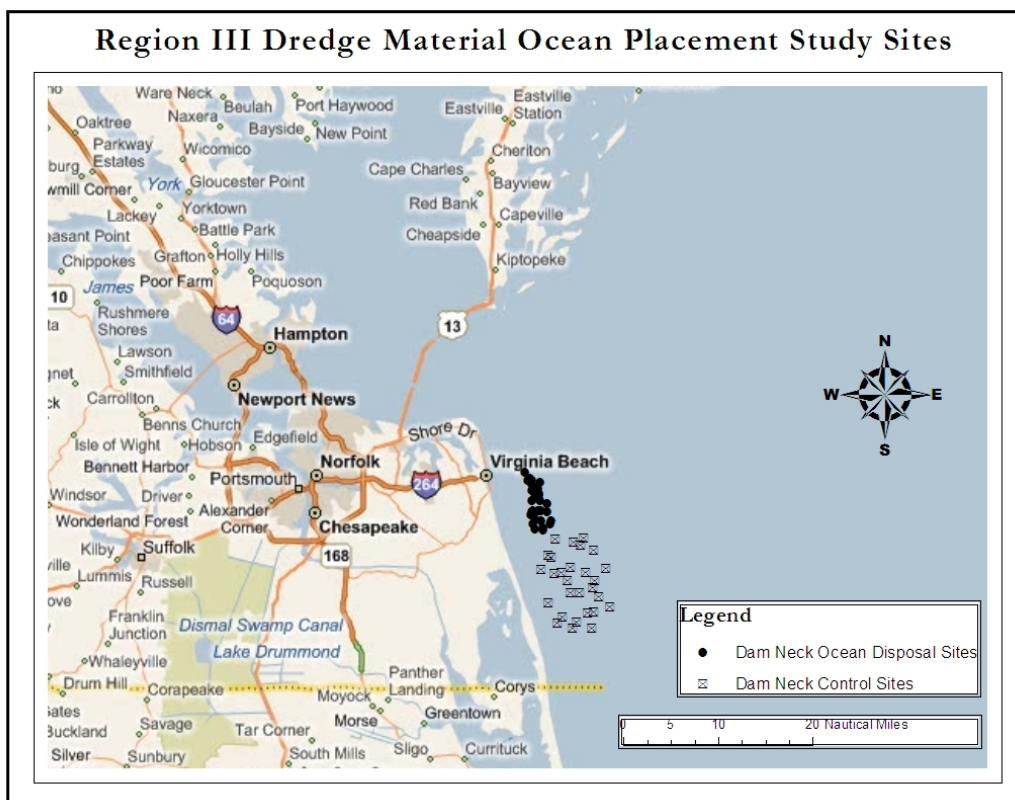 Region III Dredge Material Ocean Placement Study Sites
Ware Neck
Beulah
Port Haywood
Eastville
Eastville Station
Naxera
Bayside
New Point
Oaktree
Parkway Estates
Wicomico
Cheriton
Cape Charles
Bayview
York
Gloucester Point
Red Bank
Lackey
Yorktown
Capeville
Battle Park
Cheapside
Grafton
Holly Hills
Chippokes
Kiptopeke
James
Poor Farm
Poquoson
10
Rushmere Shores
64
13
Hampton
Lawson
Smithfield
Newport News
Carrollton
Benns Church
Isle of Wight
Hobson
Edgefield
Shore Dr
Bennett Harbor
Norfolk
Virginia Beach
Portsmouth
264
Windsor
Driver
Alexander Corner
Wonderland Forest
Chesapeake
Kilby
Suffolk
168
Lummis
Russell
Franklin Junction
Dismal Swamp Canal
Lake Drummond
Whaleyville
Drum Hill
Corapeake
Panther Landing
Moyock
Corys
Savage
Morse
Greentown
Tar Corner
Silver
Sunbury
South Mills
Sligo
Currituck
N
W
E
S
Legend
Dam Neck Ocean Disposal Sites
Dam Neck Control Sites
0 5 10 20 Nautical Miles